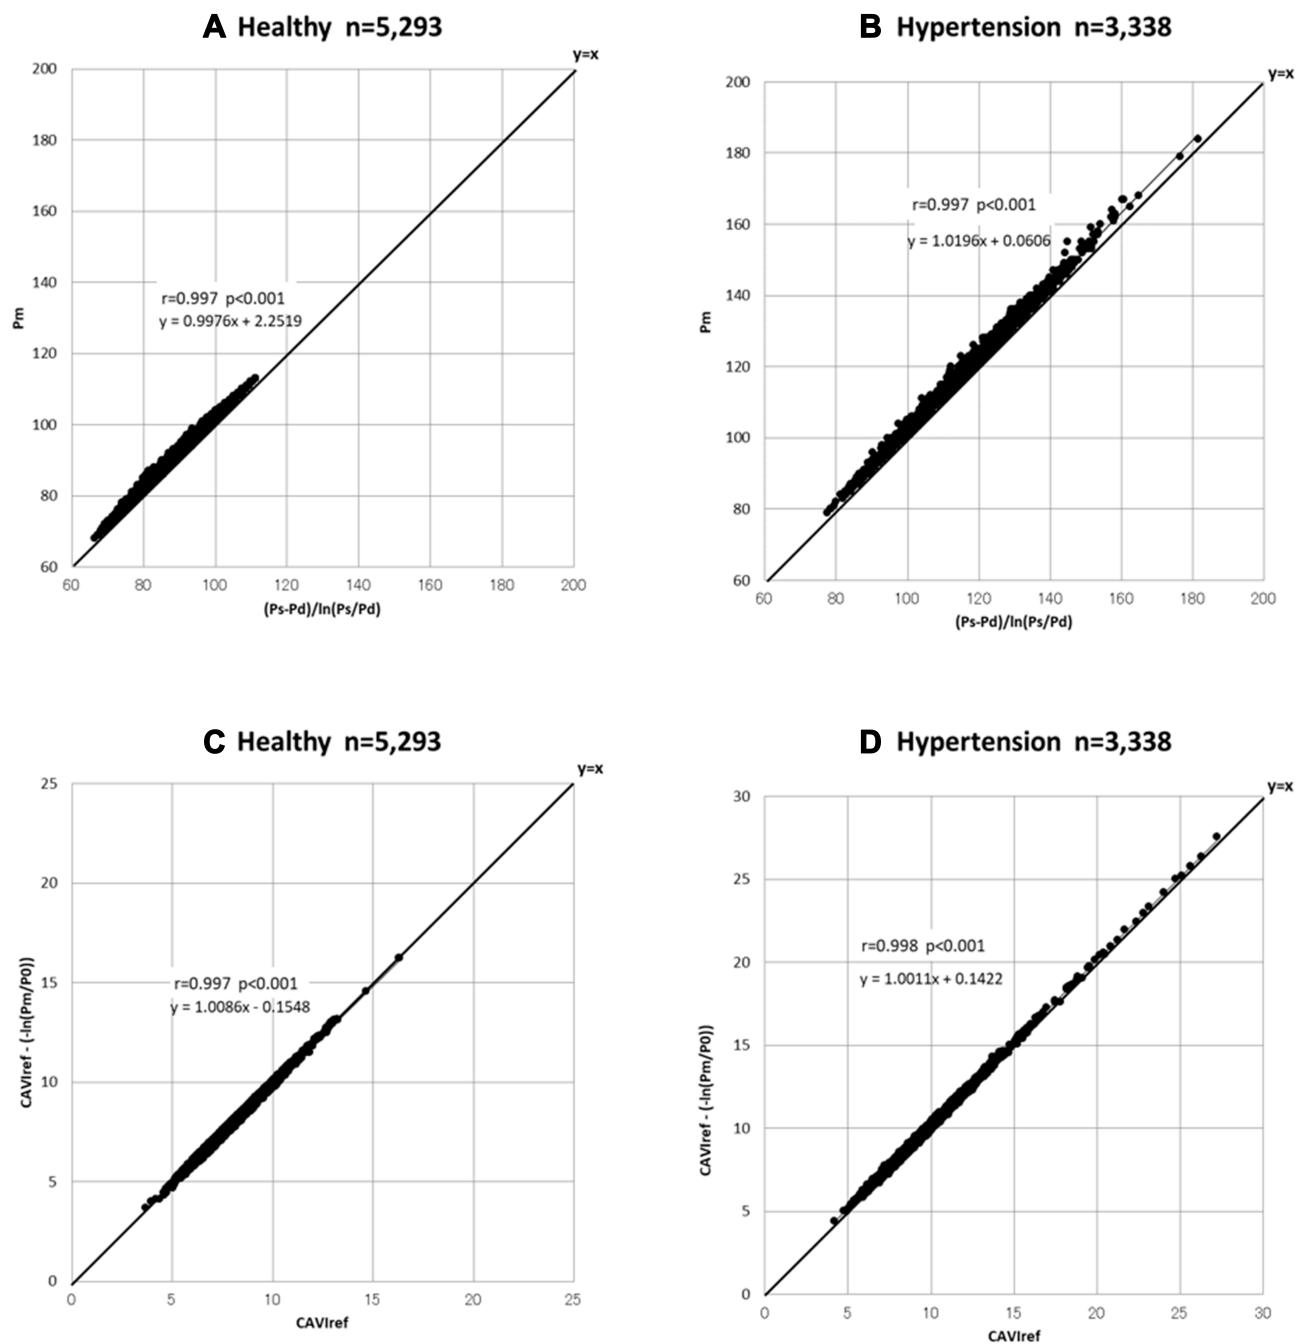 A Healthy n=5,293
y=x
200
180
160
140
120
100
80
60
Pm
r=0.997 p<0.001
y = 0.9976x + 2.2519
60 80 100 120 140 160 180 200
(Ps-Pd)/ln(Ps/Pd)
B Hypertension n=3,338
y=x
200
180
160
140
120
100
80
60
Pm
r=0.997 p<0.001
y = 1.0196x + 0.0606
60 80 100 120 140 160 180 200
(Ps-Pd)/ln(Ps/Pd)
C Healthy n=5,293
y=x
25
20
15
10
5
0
CAVIref - (-ln(Pm/P0))
r=0.997 p<0.001
y = 1.0086x - 0.1548
0 5 10 15 20 25
CAVIref
D Hypertension n=3,338
y=x
30
25
20
15
10
5
0
CAVIref - (-ln(Pm/P0))
r=0.998 p<0.001
y = 1.0011x + 0.1422
0 5 10 15 20 25 30
CAVIref